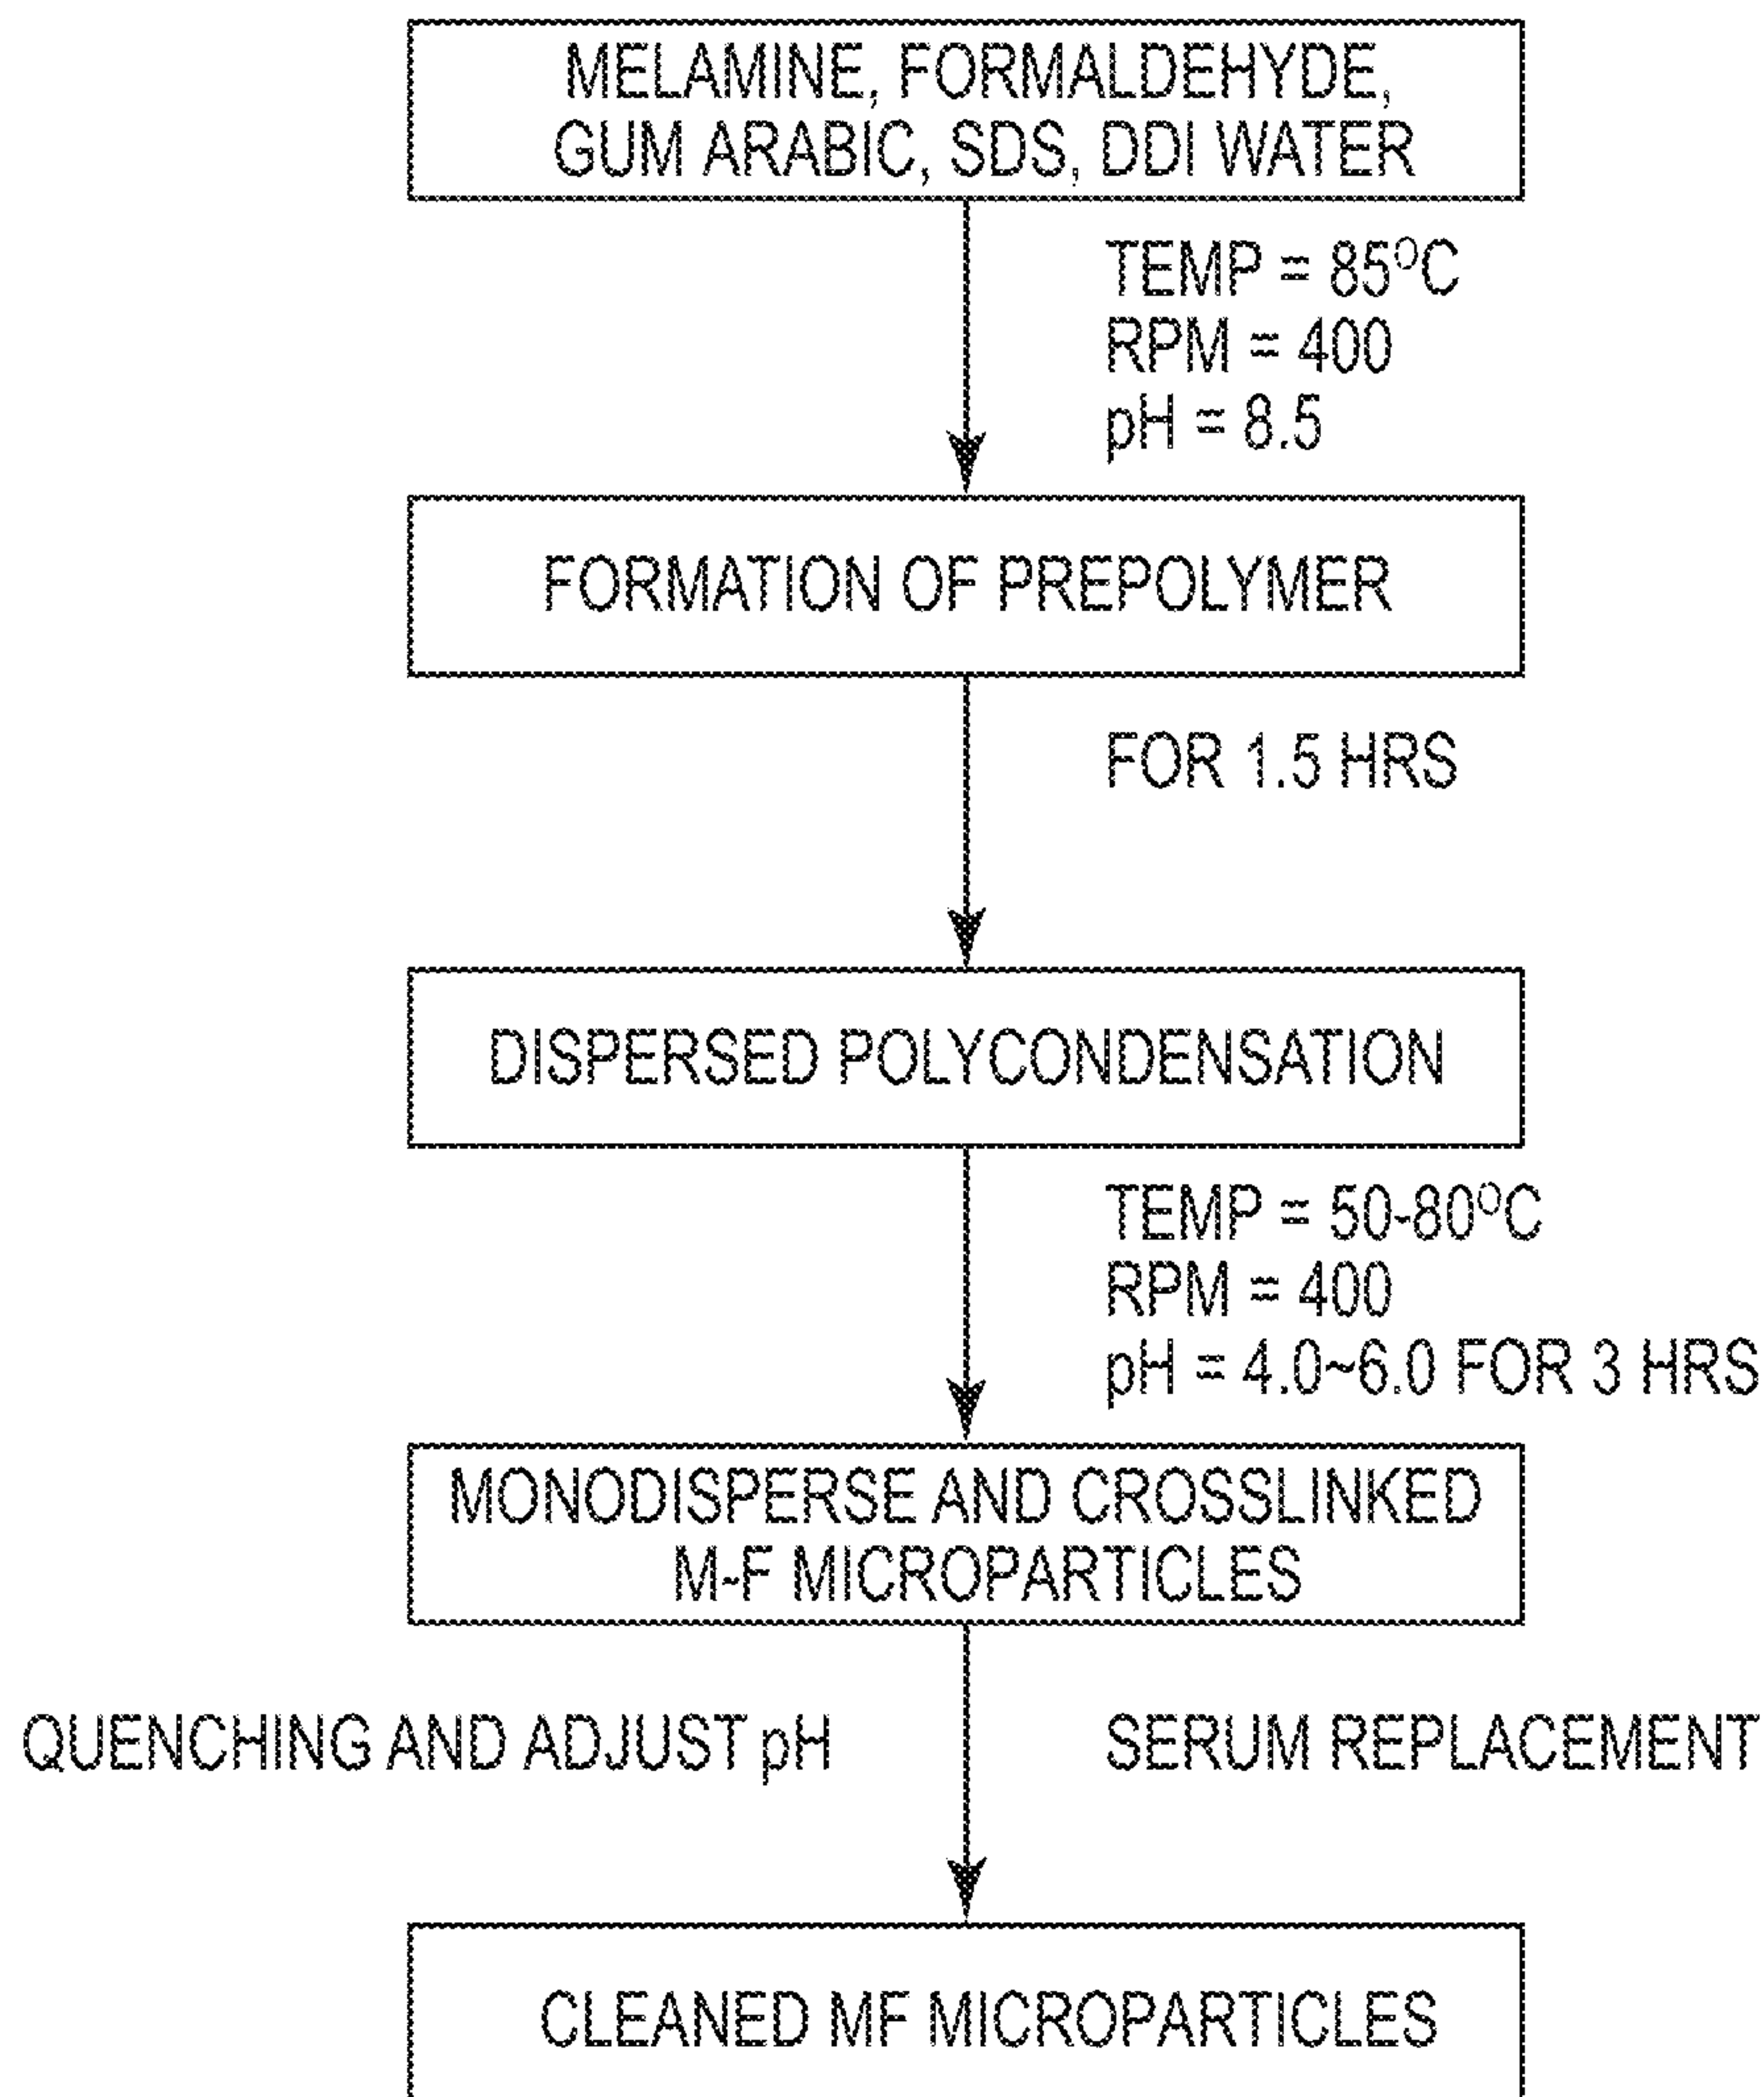 MELAMINE, FORMALDEHYDE,
GUM ARABIC, SDS, DDI WATER
TEMP = 85°C
RPM = 400
pH = 8.5
FORMATION OF PREPOLYMER
FOR 1.5 HRS
DISPERSED POLYCONDENSATION
TEMP = 50-80°C
RPM = 400
pH = 4.0~6.0 FOR 3 HRS
MONODISPERSE AND CROSSLINKED
M-F MICROPARTICLES
QUENCHING AND ADJUST pH
SERUM REPLACEMENT
CLEANED MF MICROPARTICLES